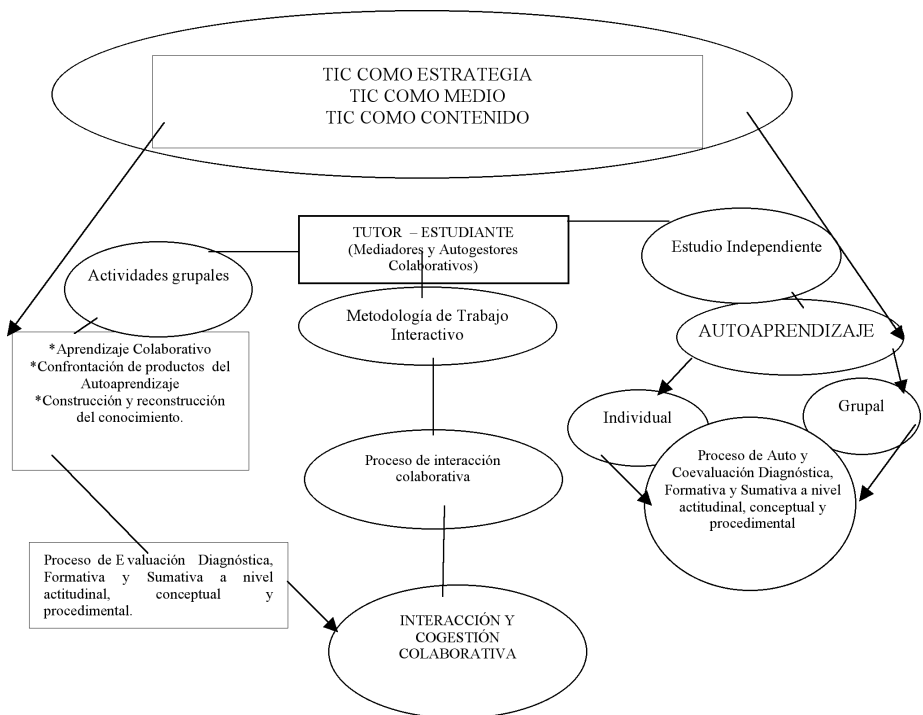 TIC COMO ESTRATEGIA
TIC COMO MEDIO
TIC COMO CONTENIDO
TUTOR – ESTUDIANTE
(Mediadores y Autogestores
Colaborativos)
Estudio Independiente
Actividades grupales
Metodología de Trabajo
Interactivo
AUTOAPRENDIZAJE
*Aprendizaje Colaborativo
*Confrontación de productos del
Autoaprendizaje
*Construcción y reconstrucción
del conocimiento.
Individual
Grupal
Proceso de interacción
colaborativa
Proceso de Auto y
Coevaluación Diagnóstica,
Formativa y Sumativa a nivel
actitudinal, conceptual y
procedimental
Proceso de Evaluación Diagnóstica,
Formativa y Sumativa a nivel
actitudinal, conceptual y
procedimental.
INTERACCIÓN Y
COGESTIÓN
COLABORATIVA